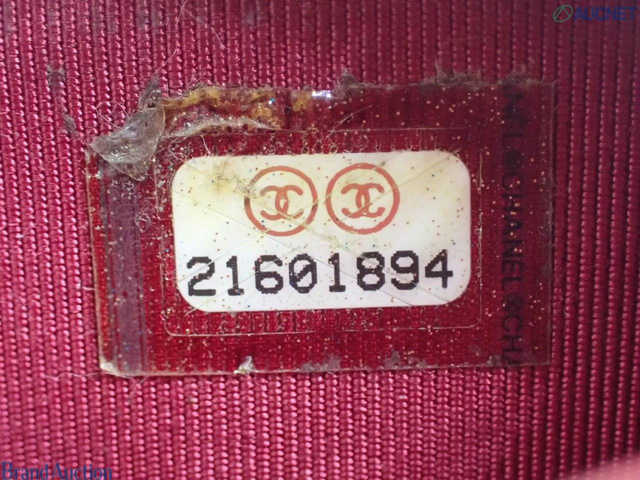 AUCNET
CHANEL
21601894
Brand Auction